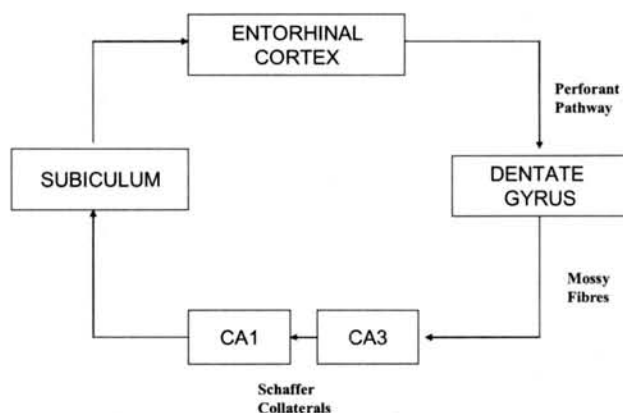 ENTORHINAL
CORTEX
Perforant
Pathway
SUBICULUM
DENTATE
GYRUS
Mossy
Fibres
CA1
CA3
Schaffer
Collaterals